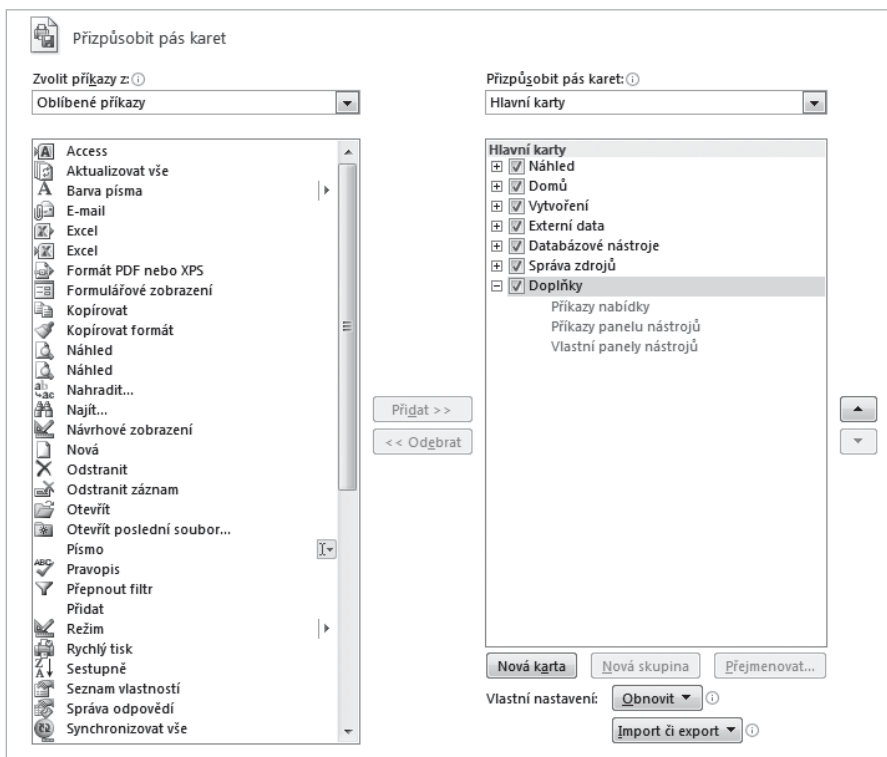 Přizpůsobit pás karet
Zvolit příkazy z:
Oblíbené příkazy
Access
Aktualizovat vše
Barva písma
E-mail
Excel
Excel
Formát PDF nebo XPS
Formulářové zobrazení
Kopírovat
Kopírovat formát
Náhled
Náhled
Nahradit...
Najít...
Návrhové zobrazení
Nová
Odstranit
Odstranit záznam
Otevřít
Otevřít poslední soubor...
Písmo
Pravopis
Přepnout filtr
Přidat
Režim
Rychlý tisk
Sestupně
Seznam vlastností
Správa odpovědí
Synchronizovat vše
Přidat >>
<< Odebrat
Přizpůsobit pás karet:
Hlavní karty
Hlavní karty
Náhled
Domů
Vytvoření
Externí data
Databázové nástroje
Správa zdrojů
Doplňky
Příkazy nabídky
Příkazy panelu nástrojů
Vlastní panely nástrojů
Nová karta Nová skupina Přejmenovat...
Vlastní nastavení: Obnovit
Import či export